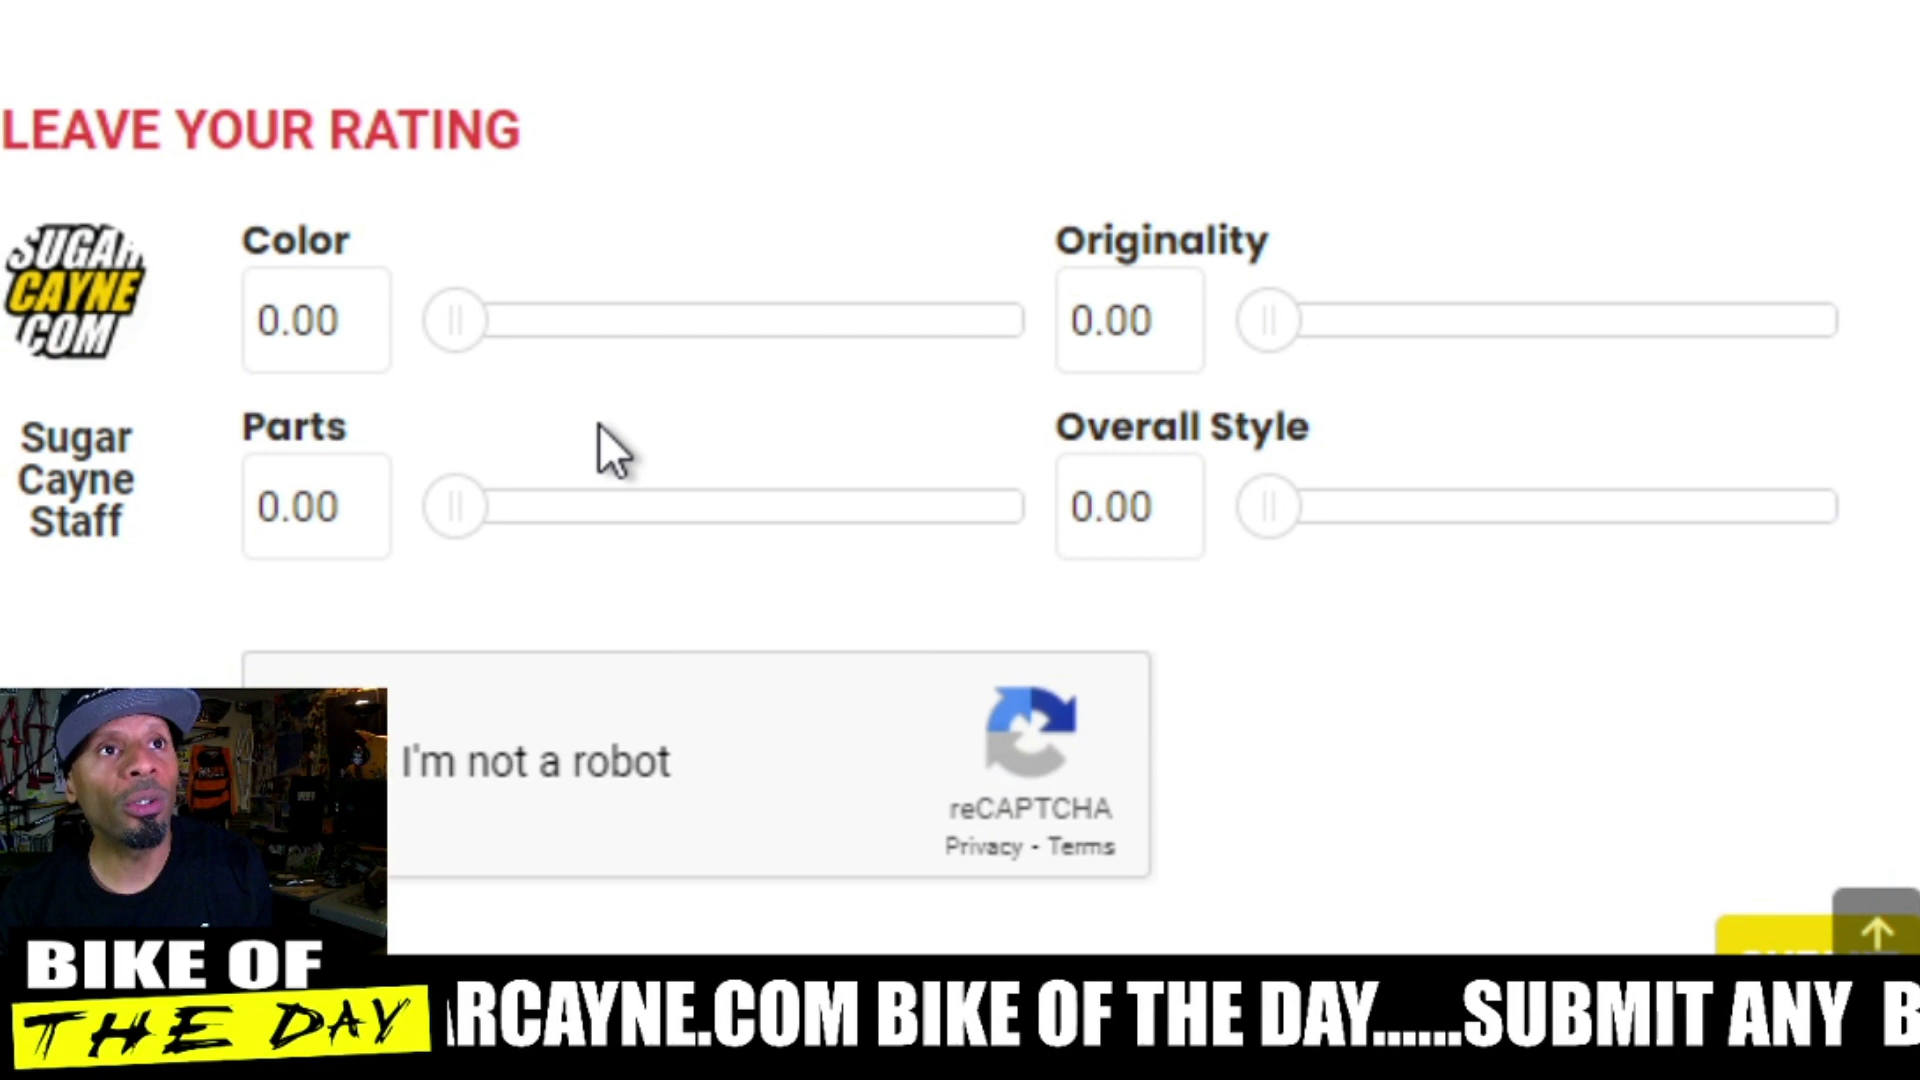 LEAVE YOUR RATING
SUGAR
CAYNE
COM
Sugar
Cayne
Staff
Color
0.00
Originality
0.00
Parts
0.00
Overall Style
0.00
I'm not a robot
reCAPTCHA
Privacy - Terms
BIKE OF
THE DAY
ARCAYNE.COM BIKE OF THE DAY......SUBMIT ANY B